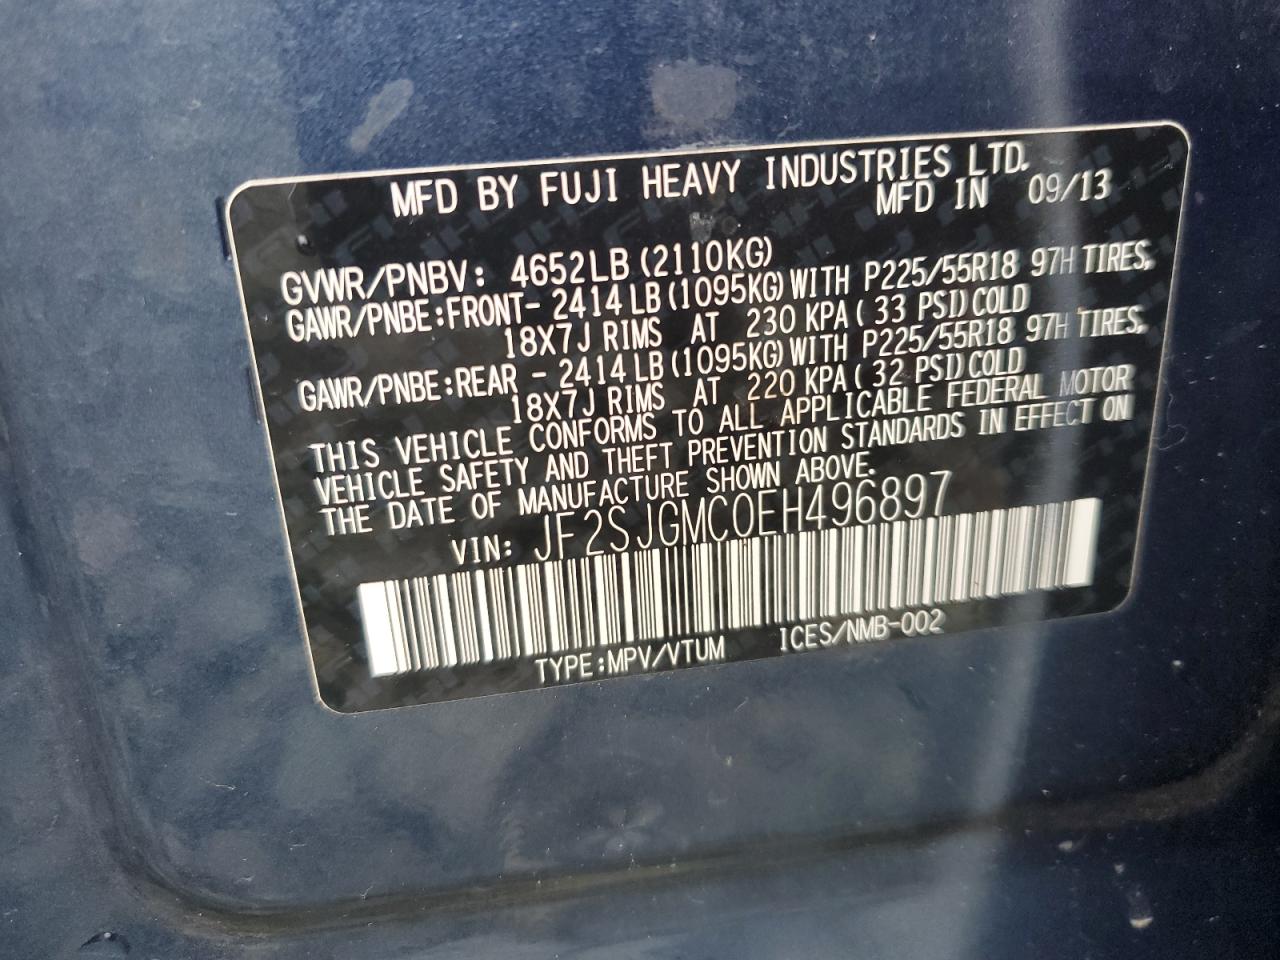 MFD BY FUJI HEAVY INDUSTRIES LTD.
MFD IN 09/13
GVWR/PNBV: 4652LB (2110KG)
GAWR/PNBE:FRONT- 2414 LB (1095KG) WITH P225/55R18 97H TIRES,
18X7J RIMS AT 230 KPA ( 33 PSI) COLD
GAWR/PNBE:REAR - 2414 LB (1095KG) WITH P225/55R18 97H TIRES,
18X7J RIMS AT 220 KPA ( 32 PSI) COLD
THIS VEHICLE CONFORMS TO ALL APPLICABLE FEDERAL MOTOR
VEHICLE SAFETY AND THEFT PREVENTION STANDARDS IN EFFECT ON
THE DATE OF MANUFACTURE SHOWN ABOVE.
VIN: JF2SJGMC0EH496897
TYPE:MPV/VTUM ICES/NMB-002